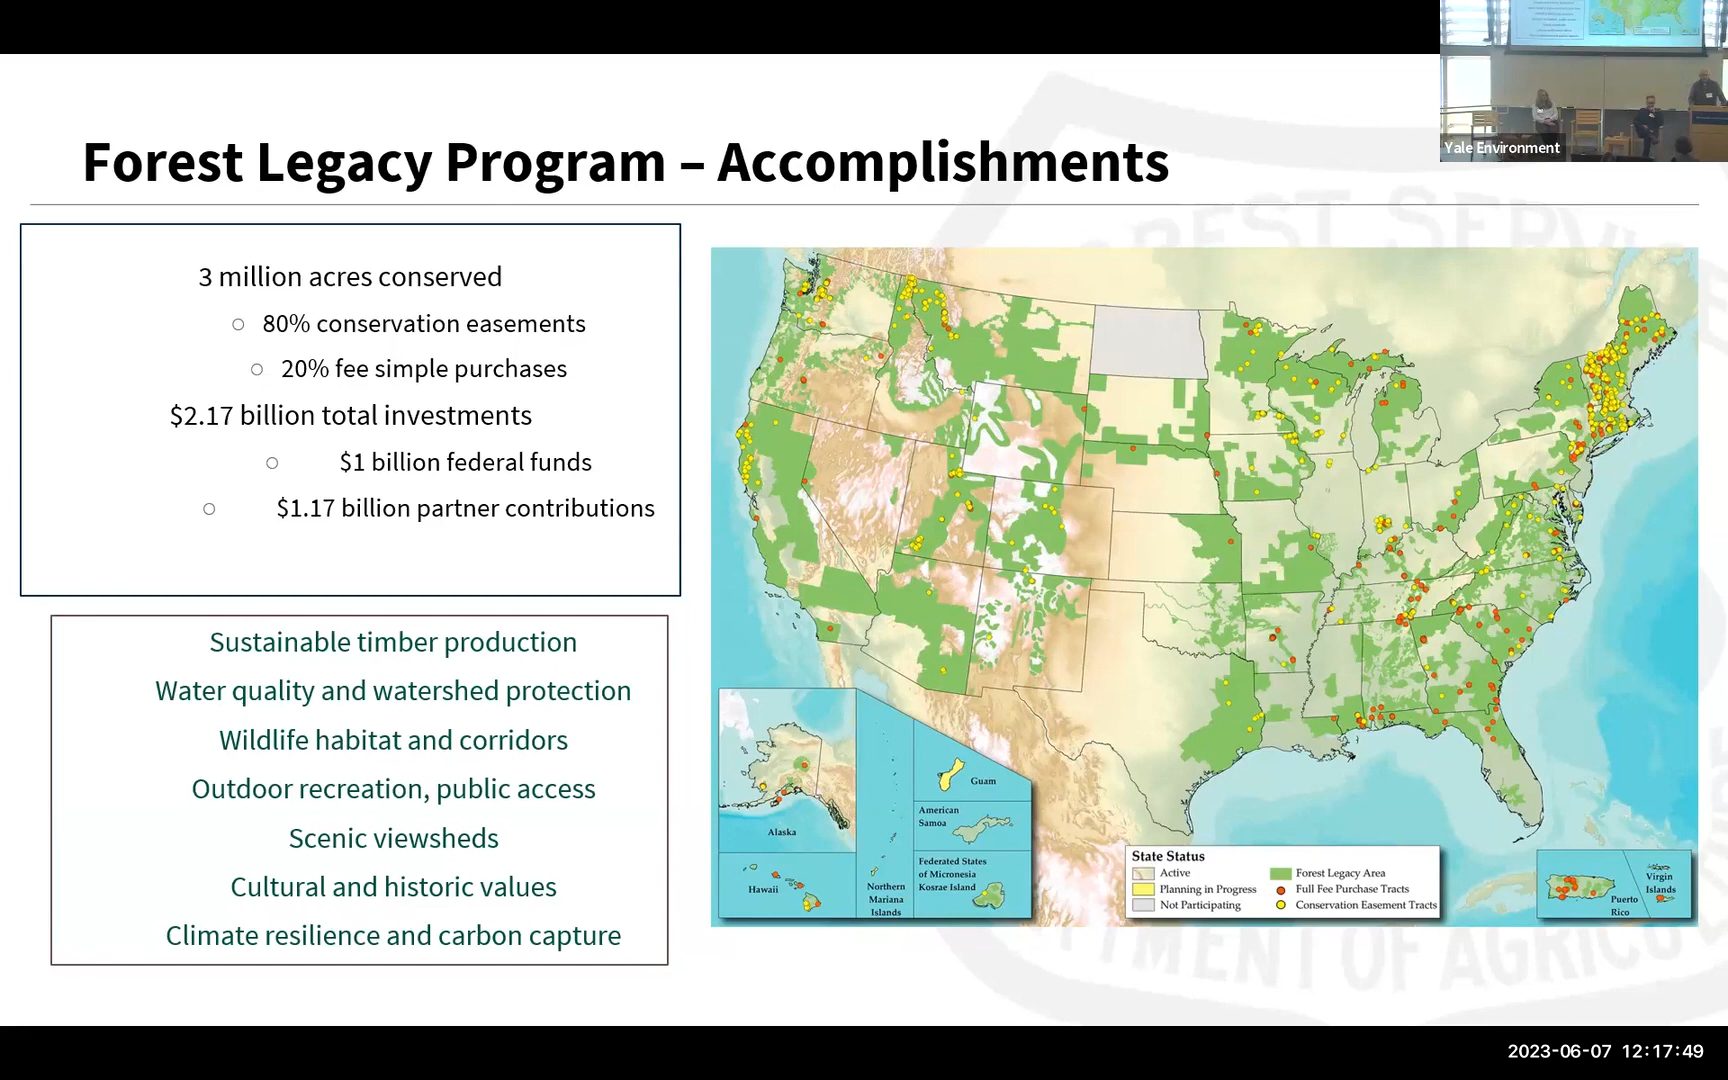 Yale Environment
Forest Legacy Program – Accomplishments
3 million acres conserved
○ 80% conservation easements
○ 20% fee simple purchases
$2.17 billion total investments
○ $1 billion federal funds
○ $1.17 billion partner contributions
Sustainable timber production
Water quality and watershed protection
Wildlife habitat and corridors
Outdoor recreation, public access
Scenic viewsheds
Cultural and historic values
Climate resilience and carbon capture
Alaska
Hawaii
Northern
Mariana
Islands
Guam
American
Samoa
Federated States
of Micronesia
Kosrae Island
State Status
Active
Planning in Progress
Not Participating
Forest Legacy Area
Full Fee Purchase Tracts
Conservation Easement Tracts
Puerto
Rico
Virgin
Islands
2023-06-07 12:17:49